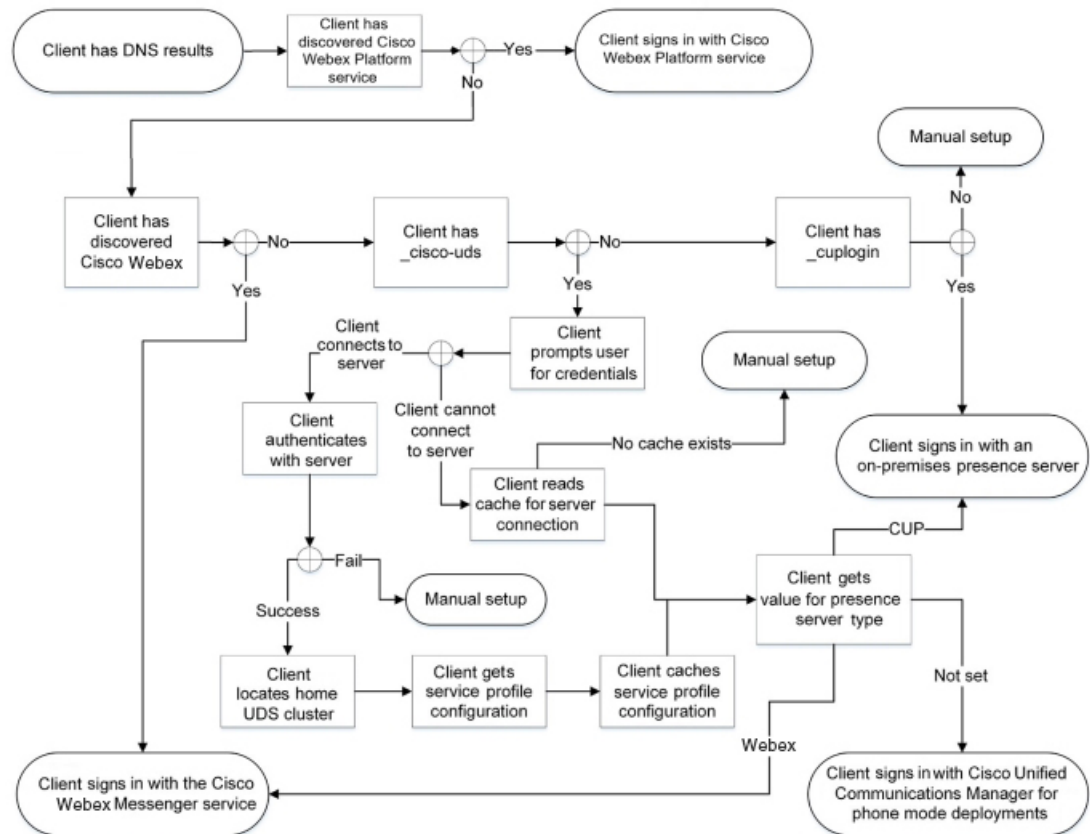 Client has DNS results
Client has
discovered Cisco
Webex Platform
service
Yes
Client signs in with Cisco
Webex Platform service
No
Manual setup
No
Client has
discovered
Cisco Webex
No
Client has
_cisco-uds
No
Client has
_cuplogin
Yes
Yes
Yes
Client
connects to
server
Client
prompts user
for credentials
Manual setup
Client
authenticates
with server
Client cannot
connect
to server
No cache exists
Client signs in with an
on-premises presence server
Client reads
cache for server
connection
CUP
Fail
Manual setup
Client gets
value for presence
server type
Success
Client
locates home
UDS cluster
Client gets
service profile
configuration
Client caches
service profile
configuration
Not set
Webex
Client signs in with the Cisco
Webex Messenger service
Client signs in with Cisco Unified
Communications Manager for
phone mode deployments